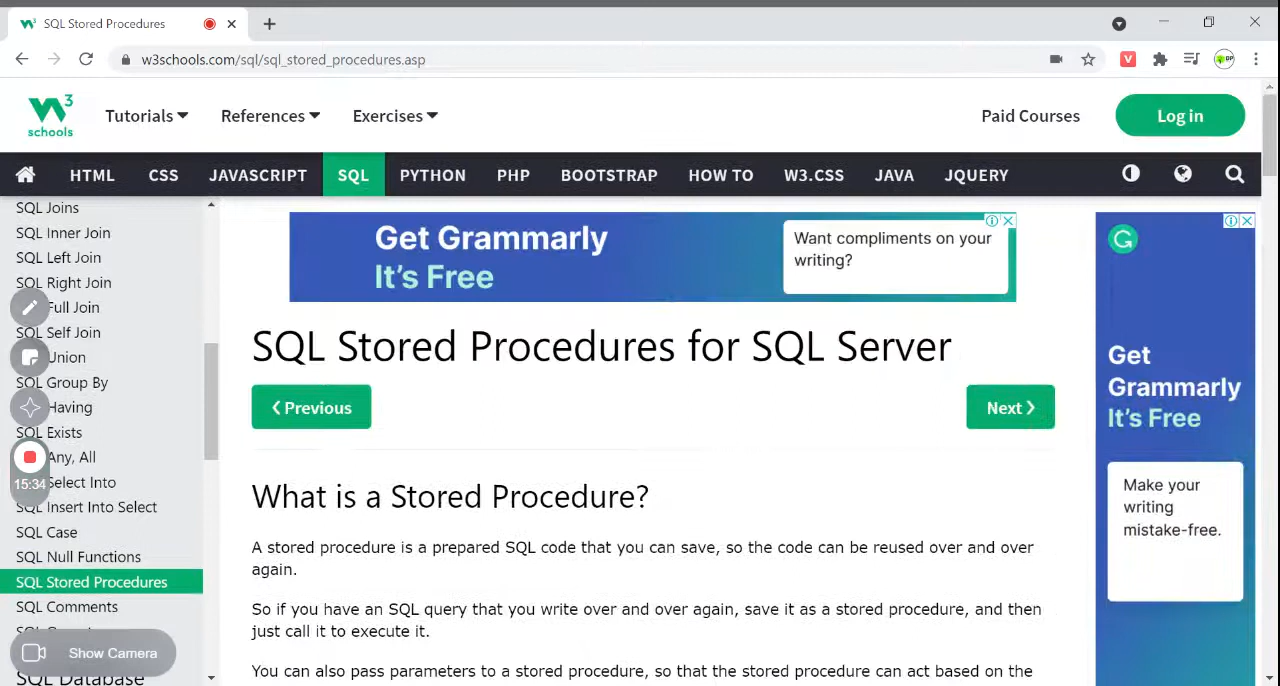 SQL Stored Procedures
w3schools.com/sql/sql_stored_procedures.asp
V
DP
W3
schools
Tutorials
References
Exercises
Paid Courses
Log in
HTML
CSS
JAVASCRIPT
SQL
PYTHON
PHP
BOOTSTRAP
HOW TO
W3.CSS
JAVA
JQUERY
SQL Joins
SQL Inner Join
SQL Left Join
SQL Right Join
Full Join
SQL Self Join
Union
SQL Group By
Having
SQL Exists
Any, All
Select Into
SQL Insert Into Select
SQL Case
SQL Null Functions
SQL Stored Procedures
SQL Comments
SQL Database
15:34
Show Camera
Get Grammarly
It's Free
Want compliments on your
writing?
SQL Stored Procedures for SQL Server
❮ Previous
Next ❯
What is a Stored Procedure?
A stored procedure is a prepared SQL code that you can save, so the code can be reused over and over
again.
So if you have an SQL query that you write over and over again, save it as a stored procedure, and then
just call it to execute it.
You can also pass parameters to a stored procedure, so that the stored procedure can act based on the
G
Get
Grammarly
It's Free
Make your
writing
mistake-free.